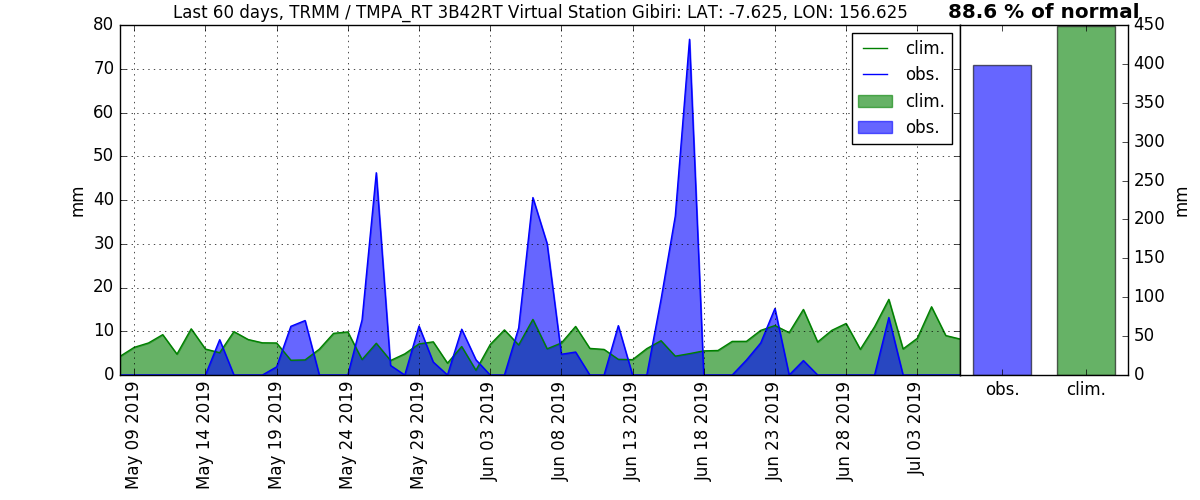 Last 60 days, TRMM / TMPA_RT 3B42RT Virtual Station Gibiri: LAT: -7.625, LON: 156.625
88.6 % of normal
80
70
60
50
40
30
20
10
0
mm
clim.
obs.
clim.
obs.
May 09 2019
May 14 2019
May 19 2019
May 24 2019
May 29 2019
Jun 03 2019
Jun 08 2019
Jun 13 2019
Jun 18 2019
Jun 23 2019
Jun 28 2019
Jul 03 2019
450
400
350
300
250
200
150
100
50
0
mm
obs.
clim.